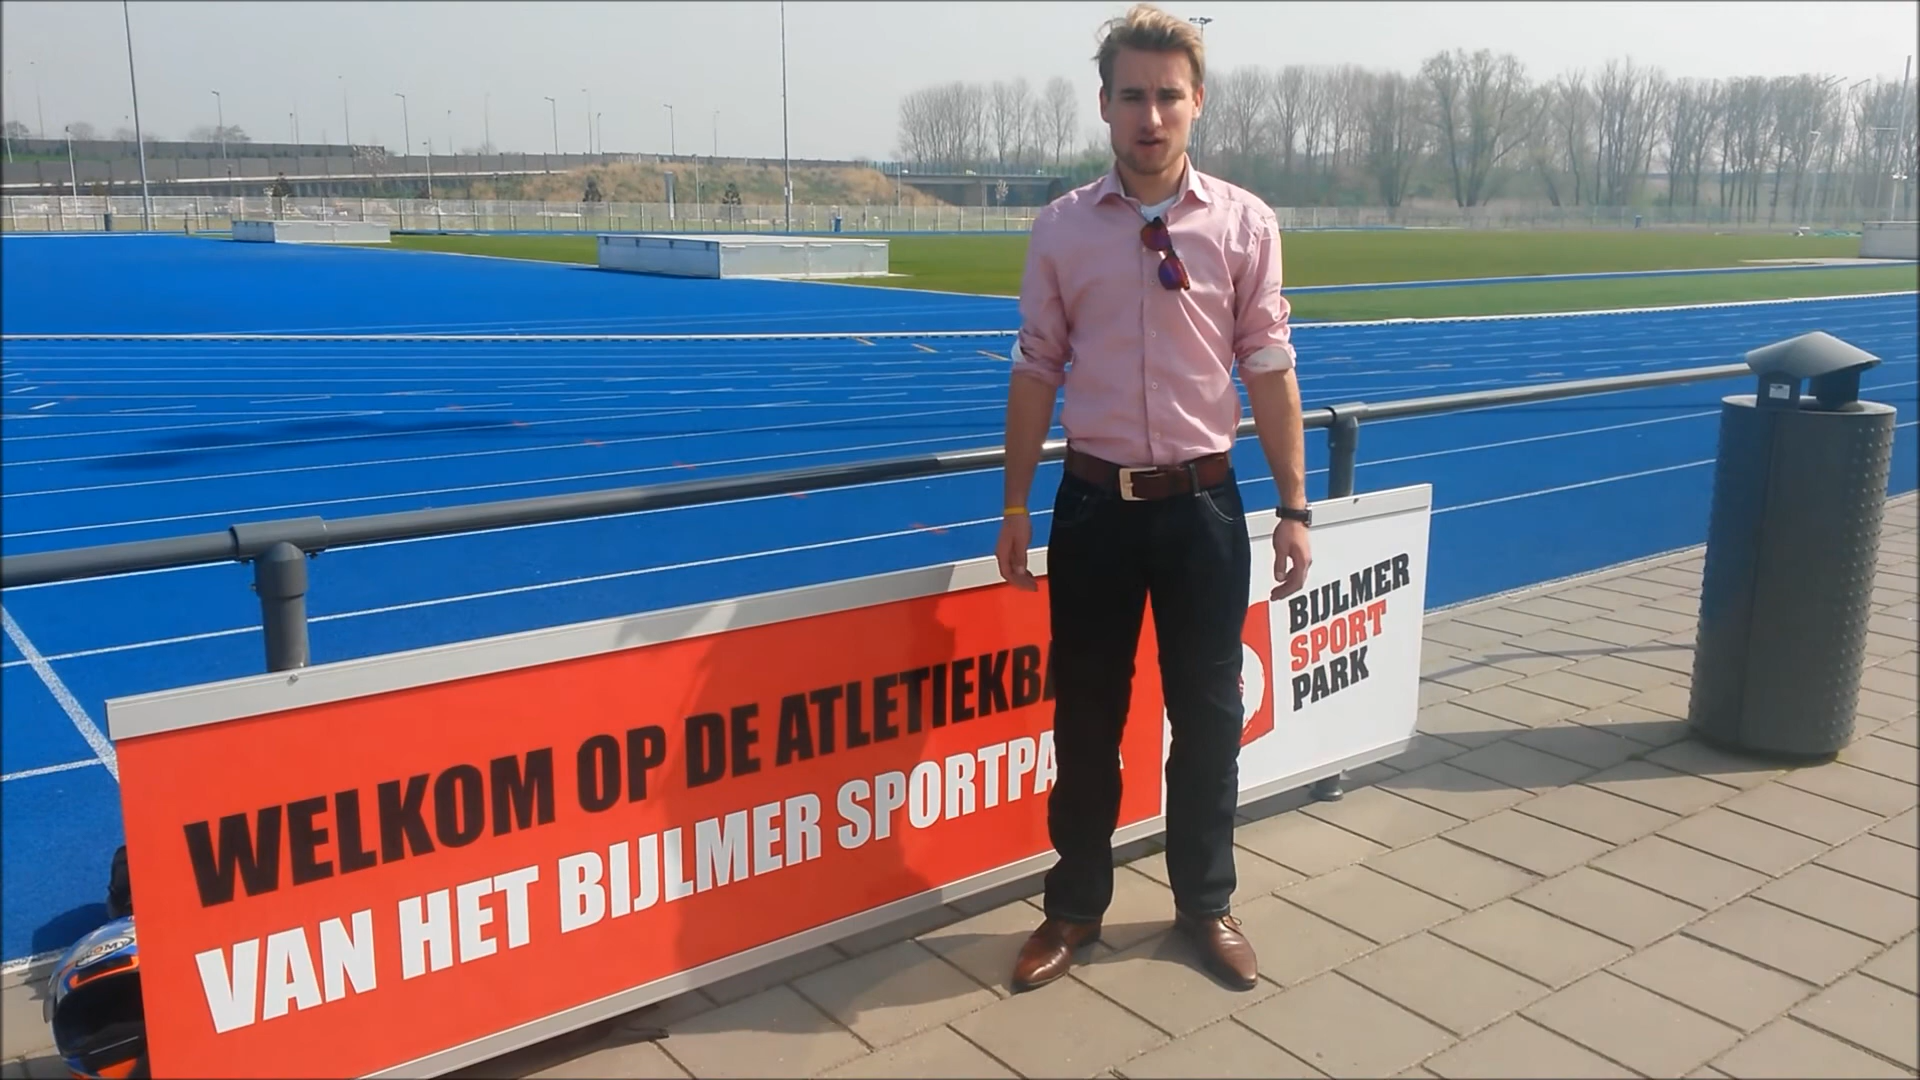 WELKOM OP DE ATLETIEKBA
VAN HET BIJLMER SPORTPA
BIJLMER
SPORT
PARK